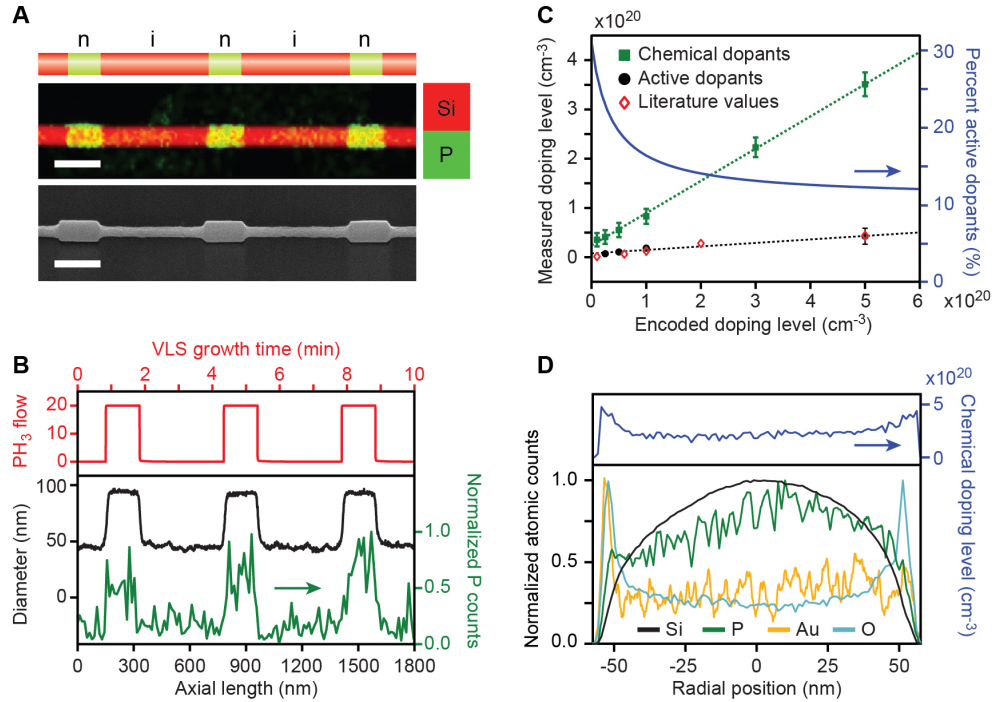 A
n i n i n
Si
P
B
VLS growth time (min)
0 2 4 6 8 10
PH3 flow
20
10
0
Diameter (nm)
100
50
0
Normalized P counts
1.0
0.5
0.0
0 300 600 900 1200 1500 1800
Axial length (nm)
C
x10^20
Measured doping level (cm^-3)
4
3
2
1
0
Chemical dopants
Active dopants
Literature values
Percent active dopants (%)
30
20
10
0
0 1 2 3 4 5 6 x10^20
Encoded doping level (cm^-3)
D
x10^20
5
0
Chemical doping level (cm^-3)
Normalized atomic counts
1.0
0.5
0.0
Si P Au O
-50 -25 0 25 50
Radial position (nm)